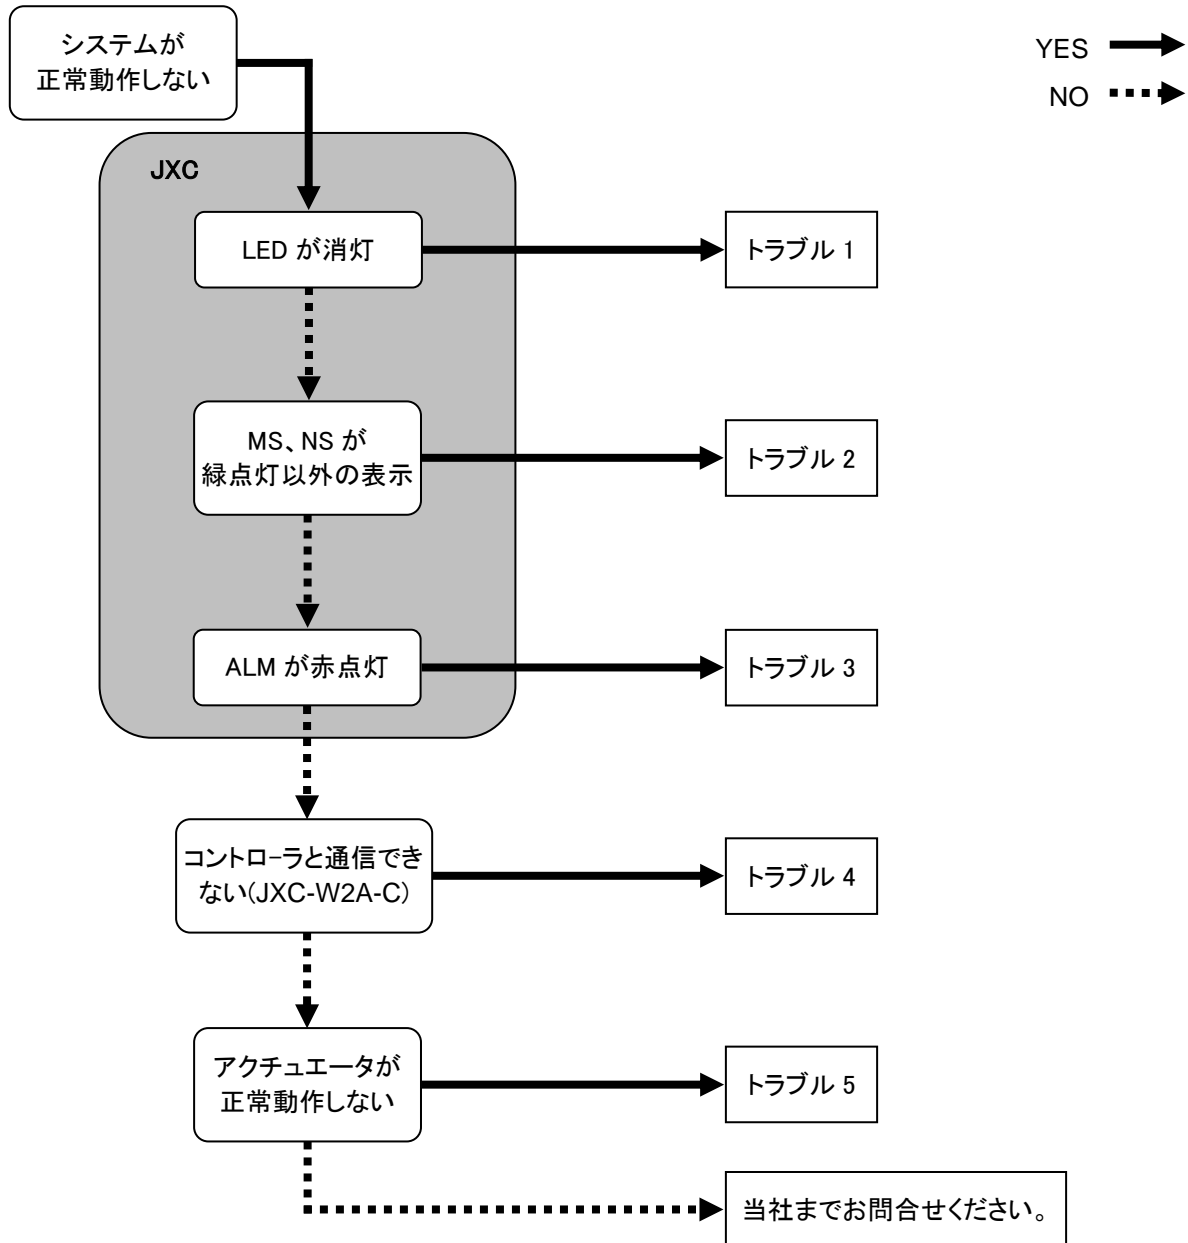 システムが
正常動作しない
YES
NO
JXC
LED が消灯
トラブル 1
MS、NS が
緑点灯以外の表示
トラブル 2
ALM が赤点灯
トラブル 3
コントローラと通信でき
ない(JXC-W2A-C)
トラブル 4
アクチュエータが
正常動作しない
トラブル 5
当社までお問合せください。